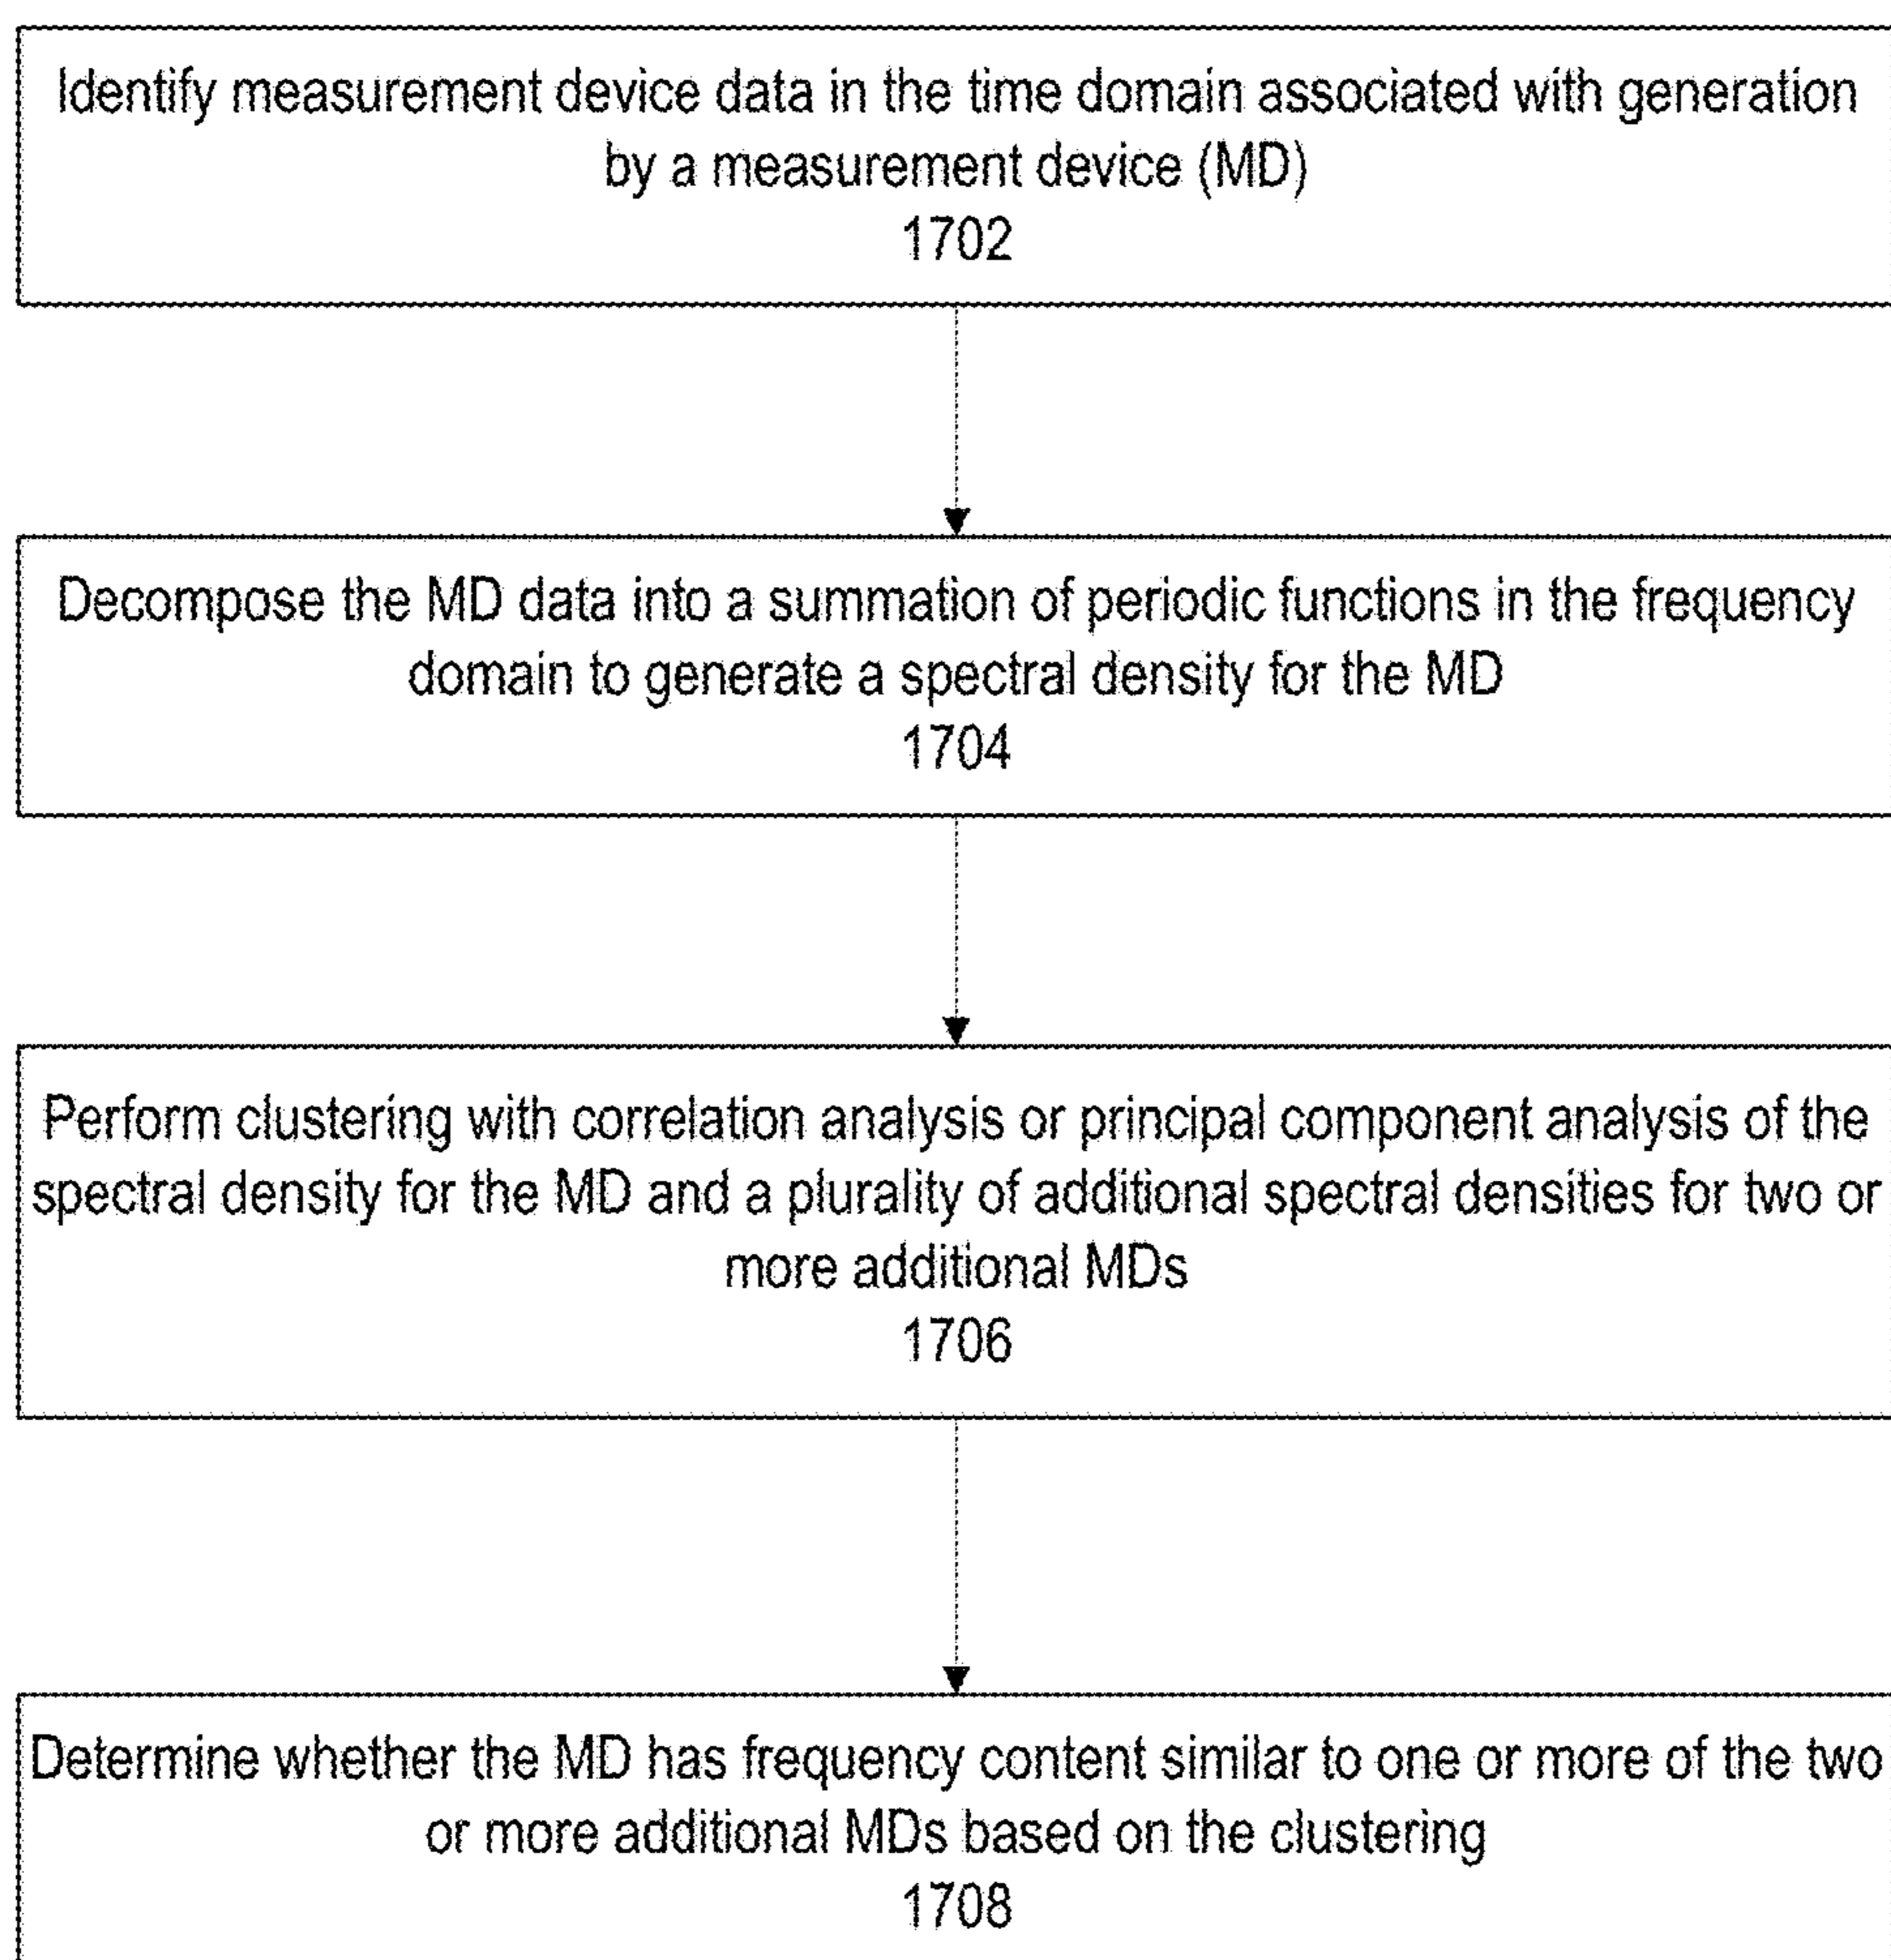 Identify measurement device data in the time domain associated with generation
by a measurement device (MD)
1702
Decompose the MD data into a summation of periodic functions in the frequency
domain to generate a spectral density for the MD
1704
Perform clustering with correlation analysis or principal component analysis of the
spectral density for the MD and a plurality of additional spectral densities for two or
more additional MDs
1706
Determine whether the MD has frequency content similar to one or more of the two
or more additional MDs based on the clustering
1708